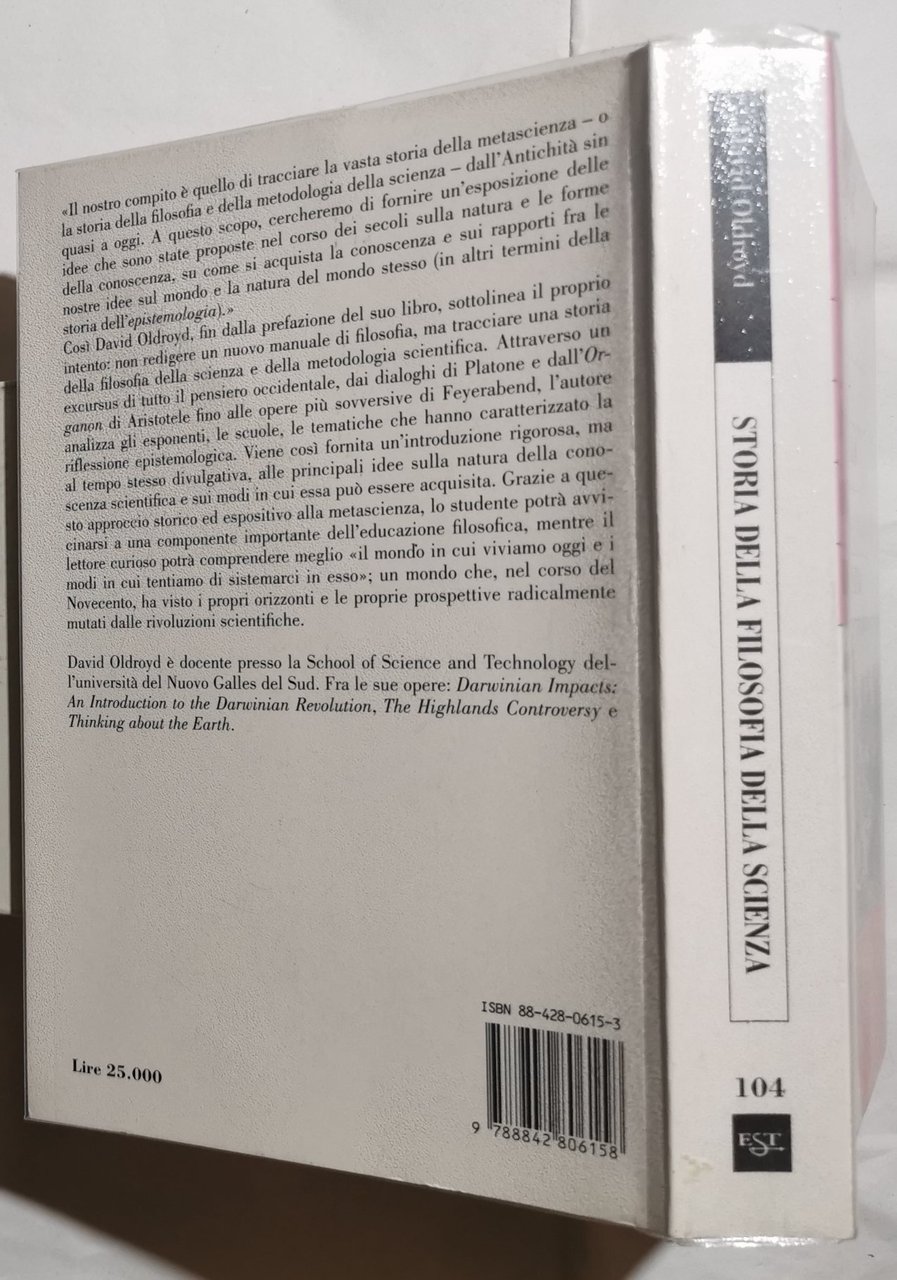 «Il nostro compito è quello di tracciare la vasta storia della metascienza – o
la storia della filosofia e della metodologia della scienza – dall'Antichità sin
quasi a oggi. A questo scopo, cercheremo di fornire un'esposizione delle
idee che sono state proposte nel corso dei secoli sulla natura e le forme
della conoscenza, su come si acquista la conoscenza e sui rapporti fra le
nostre idee sul mondo e la natura del mondo stesso (in altri termini della
storia dell'epistemologia).»
Così David Oldroyd, fin dalla prefazione del suo libro, sottolinea il proprio
intento: non redigere un nuovo manuale di filosofia, ma tracciare una storia
della filosofia della scienza e della metodologia scientifica. Attraverso un
excursus di tutto il pensiero occidentale, dai dialoghi di Platone e dall'Or-
ganon di Aristotele fino alle opere più sovversive di Feyerabend, l'autore
analizza gli esponenti, le scuole, le tematiche che hanno caratterizzato la
riflessione epistemologica. Viene così fornita un'introduzione rigorosa, ma
al tempo stesso divulgativa, alle principali idee sulla natura della cono-
scenza scientifica e sui modi in cui essa può essere acquisita. Grazie a que-
sto approccio storico ed espositivo alla metascienza, lo studente potrà avvi-
cinarsi a una componente importante dell'educazione filosofica, mentre il
lettore curioso potrà comprendere meglio «il mondo in cui viviamo oggi e i
modi in cui tentiamo di sistemarci in esso»; un mondo che, nel corso del
Novecento, ha visto i propri orizzonti e le proprie prospettive radicalmente
mutati dalle rivoluzioni scientifiche.
David Oldroyd è docente presso la School of Science and Technology del-
l'università del Nuovo Galles del Sud. Fra le sue opere: Darwinian Impacts:
An Introduction to the Darwinian Revolution, The Highlands Controversy e
Thinking about the Earth.
Lire 25.000
ISBN 88-428-0615-3
9 788842 806158
David Oldroyd
STORIA DELLA FILOSOFIA DELLA SCIENZA
104
EST